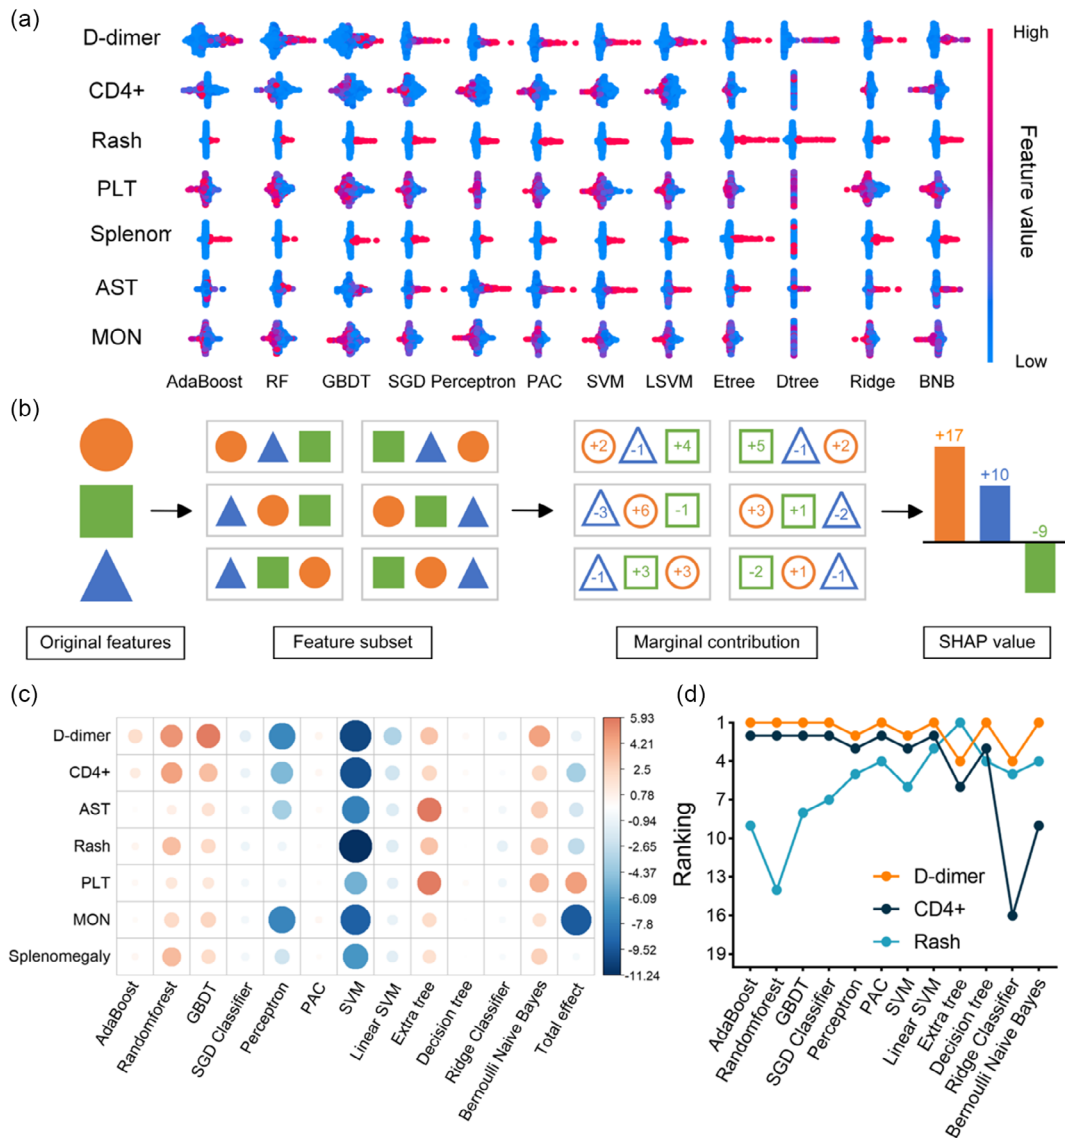 (a)
D-dimer
CD4+
Rash
PLT
Splenom
AST
MON
AdaBoost RF GBDT SGD Perceptron PAC SVM LSVM Etree Dtree Ridge BNB
High
Feature value
Low
(b)
+2 -1 +4
+5 -1 +2
-3 +6 -1
+3 +1 -2
-1 +3 +3
-2 +1 -1
+17
+10
-9
Original features
Feature subset
Marginal contribution
SHAP value
(c)
D-dimer
CD4+
AST
Rash
PLT
MON
Splenomegaly
AdaBoost
Randomforest
GBDT
SGD Classifier
Perceptron
PAC
SVM
Linear SVM
Extra tree
Decision tree
Ridge Classifier
Bernoulli Naive Bayes
Total effect
5.93
4.21
2.5
0.78
-0.94
-2.65
-4.37
-6.09
-7.8
-9.52
-11.24
(d)
Ranking
1
4
7
10
13
16
19
D-dimer
CD4+
Rash
AdaBoost
Randomforest
GBDT
SGD Classifier
Perceptron
PAC
SVM
Linear SVM
Extra tree
Decision tree
Ridge Classifier
Bernoulli Naive Bayes